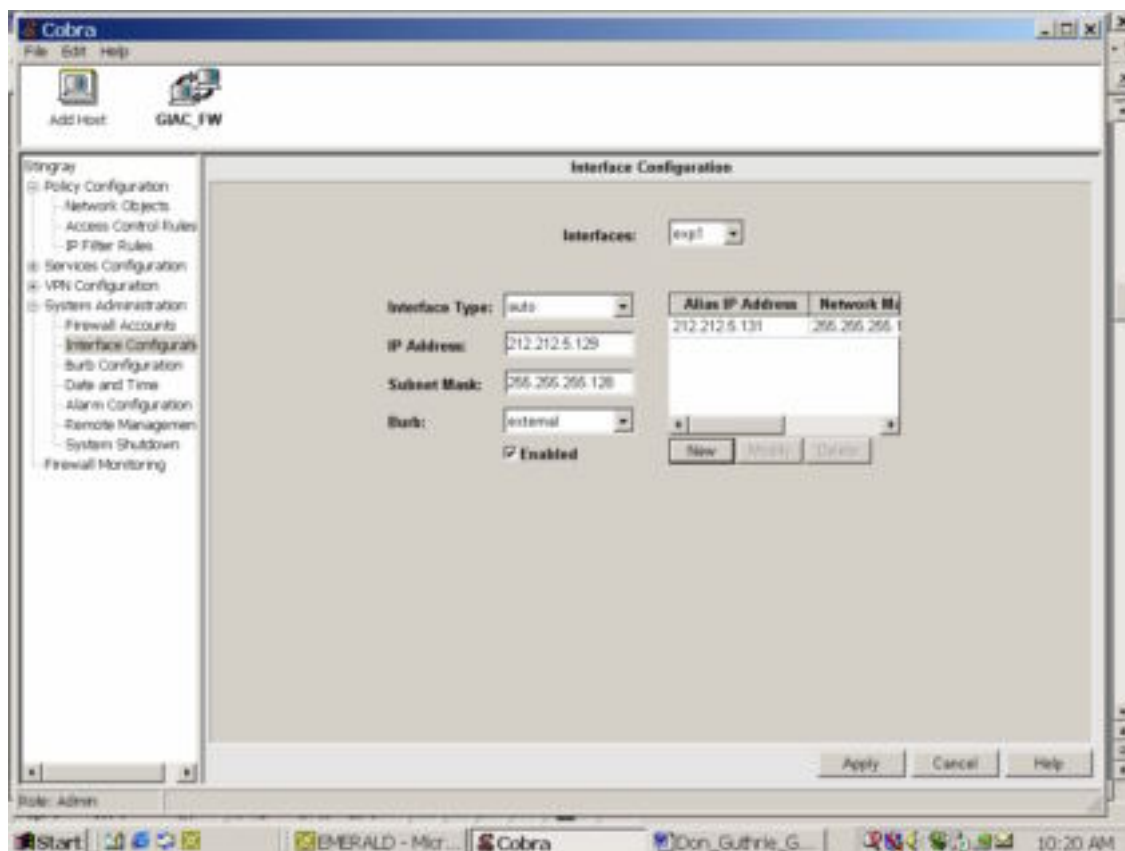 Cobra
File Edit Help
Add Host
GIAC_FW
Stingray
Policy Configuration
Network Objects
Access Control Rules
IP Filter Rules
Services Configuration
VPN Configuration
System Administration
Firewall Accounts
Interface Configurati
Burb Configuration
Date and Time
Alarm Configuration
Remote Managemen
System Shutdown
Firewall Monitoring
Interface Configuration
Interfaces: exp1
Interface Type: auto
IP Address: 212.212.5.129
Subnet Mask: 255.255.255.128
Burb: external
Enabled
Alias IP Address Network Ma
212.212.5.131 255.255.255.1
New Modify Delete
Apply Cancel Help
Role: Admin
Start EMERALD - Micr... Cobra Don_Guthrie_G... 10:20 AM